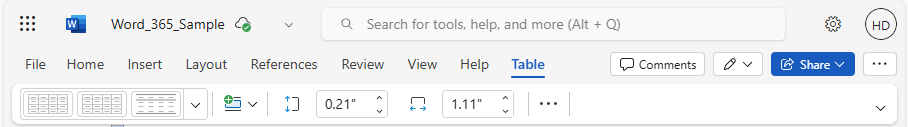 W Word_365_Sample Search for tools, help, and more (Alt + Q) HD
File Home Insert Layout References Review View Help Table Comments Share
0.21" 1.11"